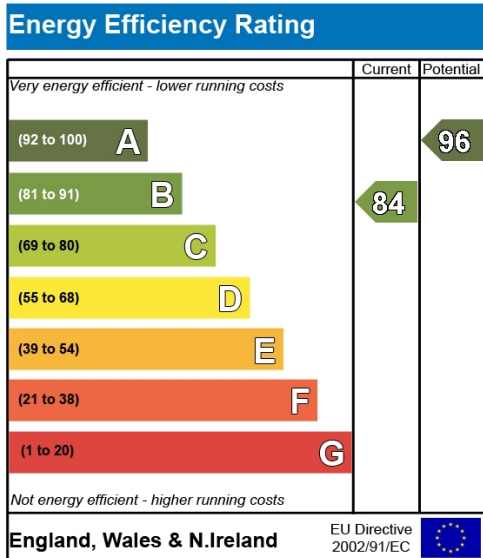 Energy Efficiency Rating
Current Potential
Very energy efficient - lower running costs
(92 to 100) A
96
(81 to 91) B
84
(69 to 80) C
(55 to 68) D
(39 to 54) E
(21 to 38) F
(1 to 20) G
Not energy efficient - higher running costs
England, Wales & N.Ireland
EU Directive
2002/91/EC